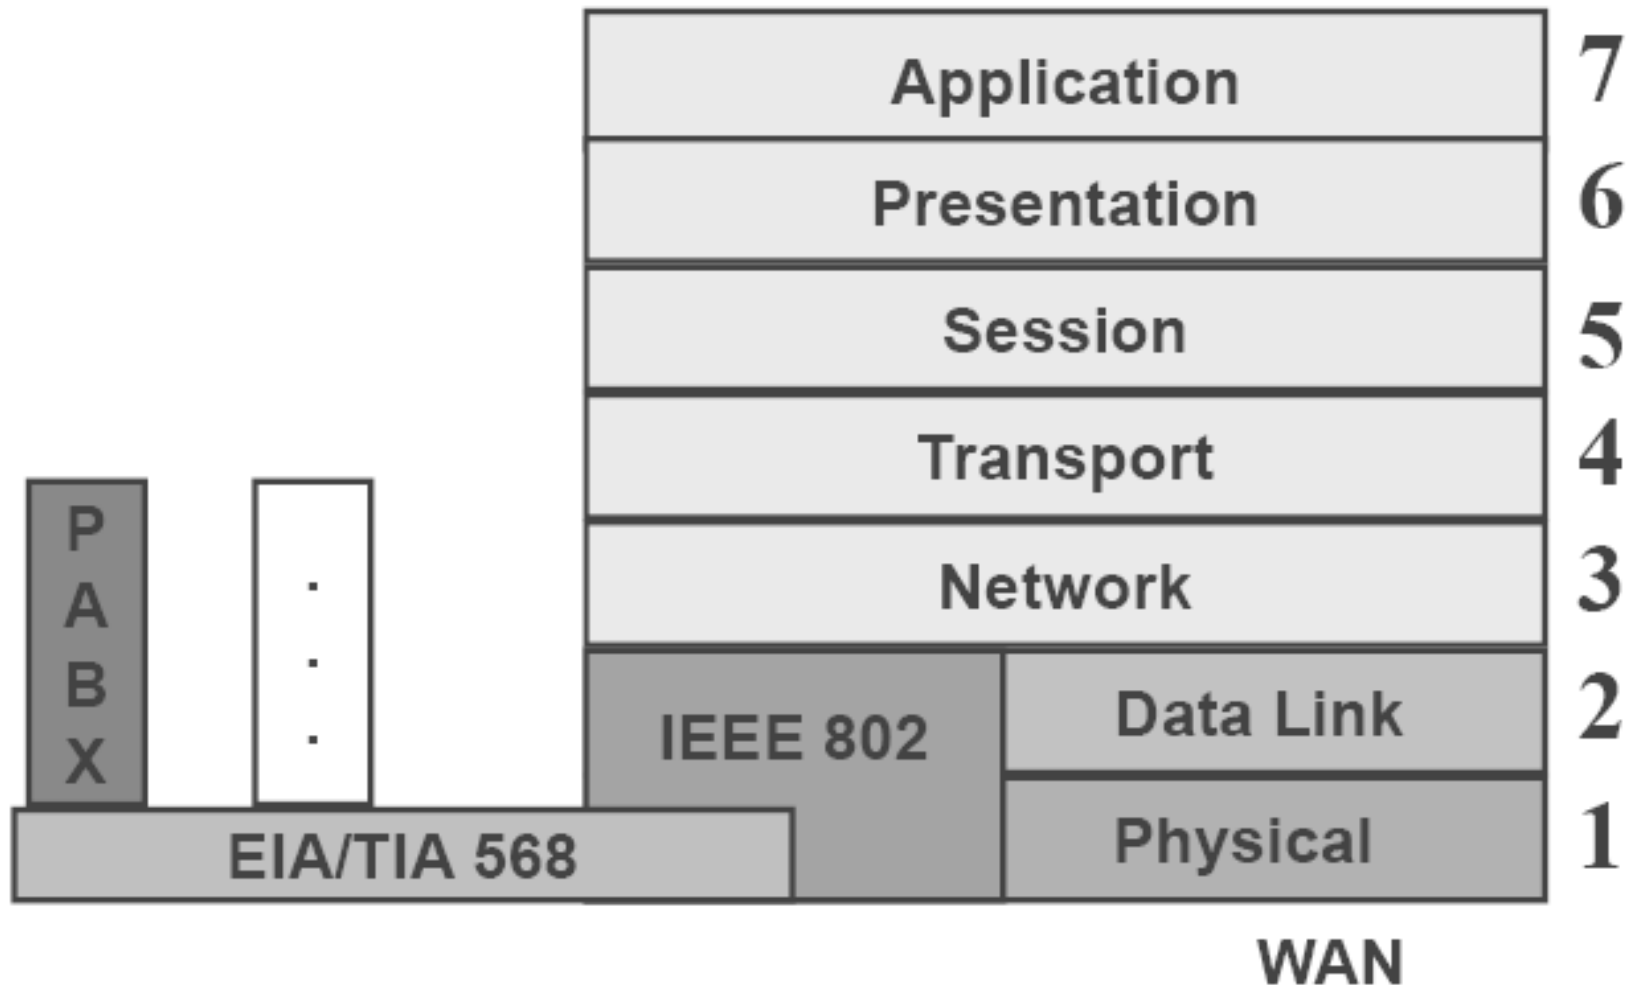 Application 7
Presentation 6
Session 5
Transport 4
Network 3
P
A
B
X
.
.
.
IEEE 802
Data Link 2
EIA/TIA 568
Physical 1
WAN